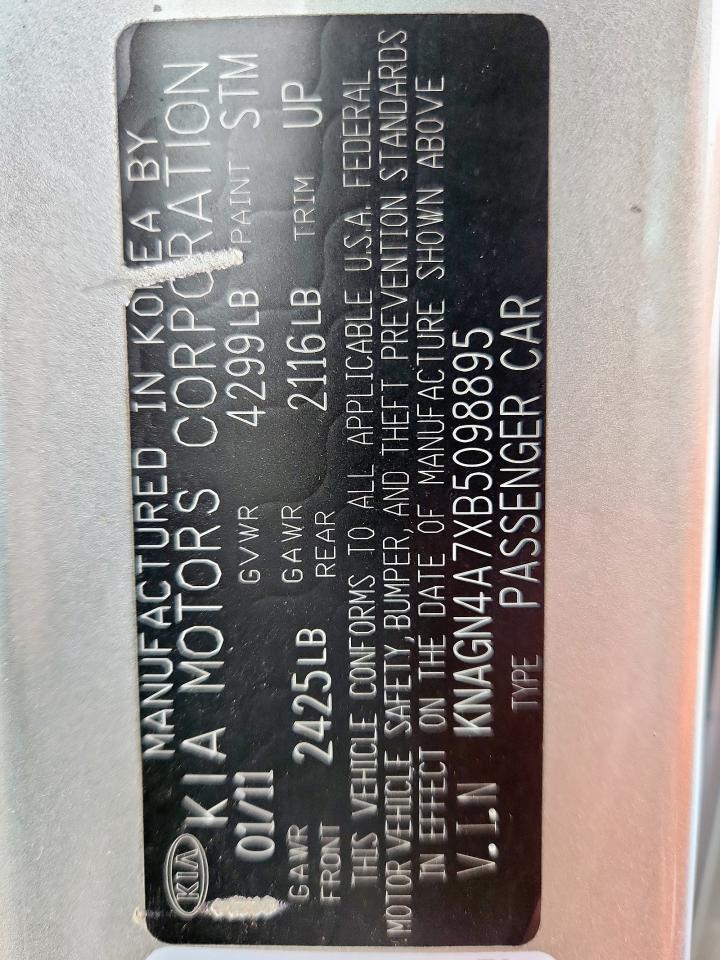 MANUFACTURED IN KOREA BY
KIA KIA MOTORS CORPORATION
01/11 GVWR 4299LB PAINT STM
GAWR FRONT 2425LB GAWR REAR 2116LB TRIM UP
THIS VEHICLE CONFORMS TO ALL APPLICABLE U.S.A. FEDERAL
MOTOR VEHICLE SAFETY, BUMPER, AND THEFT PREVENTION STANDARDS
IN EFFECT ON THE DATE OF MANUFACTURE SHOWN ABOVE
V.I.N KNAGN4A7XB5098895
TYPE PASSENGER CAR